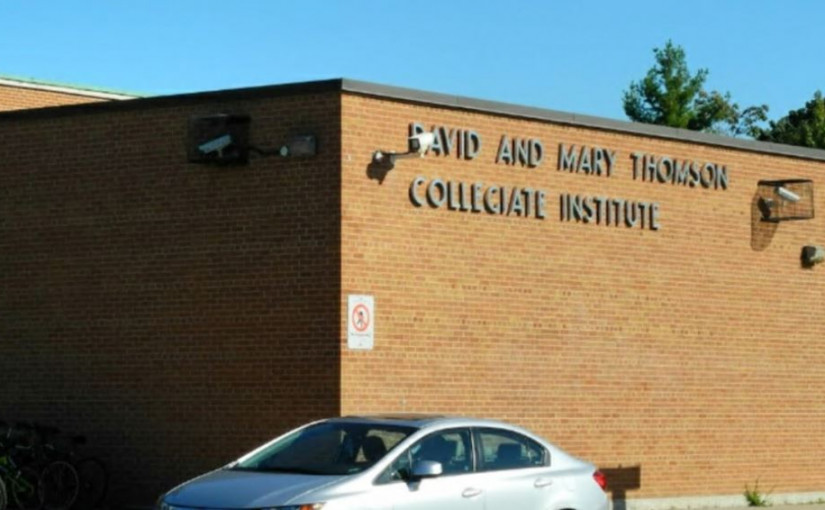 DAVID AND MARY THOMSON
COLLEGIATE INSTITUTE